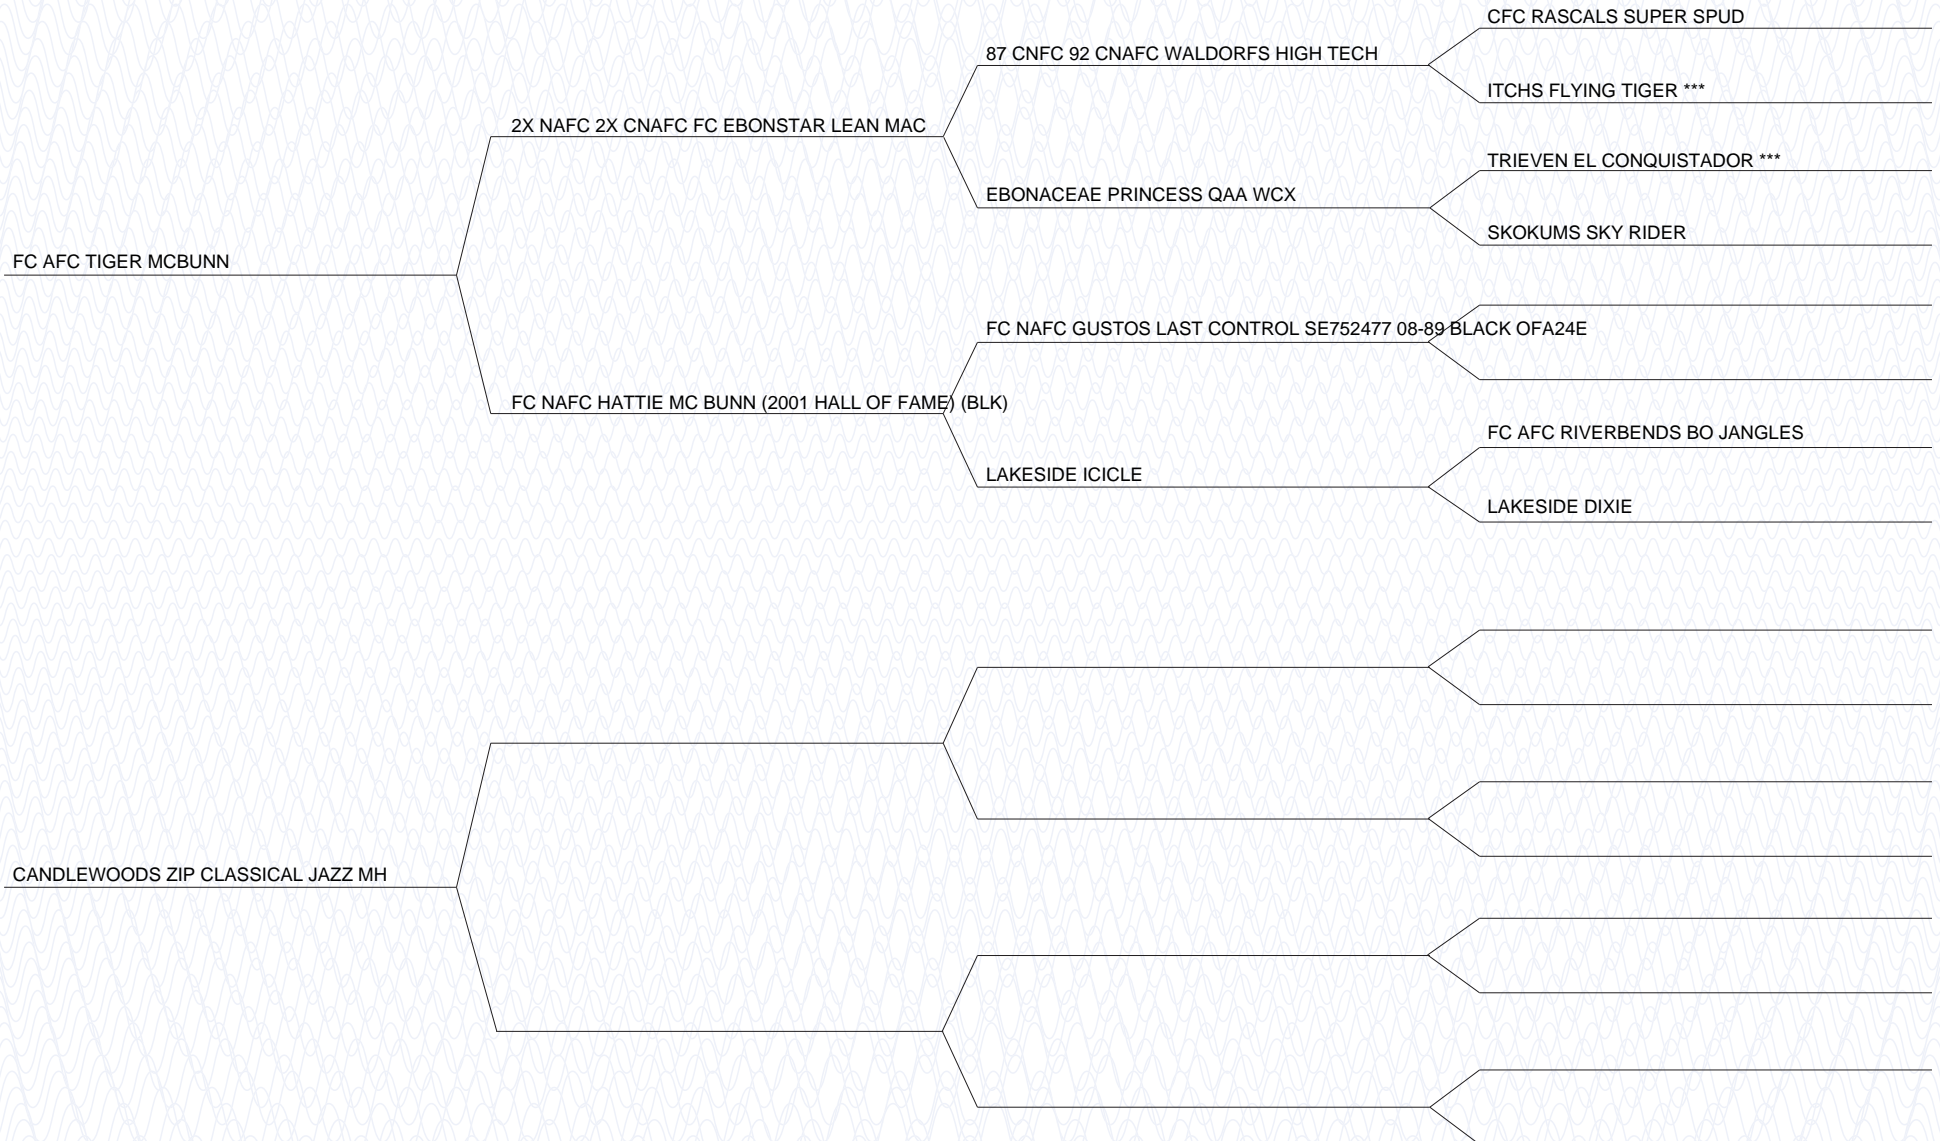 CFC RASCALS SUPER SPUD
87 CNFC 92 CNAFC WALDORFS HIGH TECH
ITCHS FLYING TIGER ***
2X NAFC 2X CNAFC FC EBONSTAR LEAN MAC
TRIEVEN EL CONQUISTADOR ***
EBONACEAE PRINCESS QAA WCX
SKOKUMS SKY RIDER
FC AFC TIGER MCBUNN
FC NAFC GUSTOS LAST CONTROL SE752477 08-89 BLACK OFA24E
FC NAFC HATTIE MC BUNN (2001 HALL OF FAME) (BLK)
FC AFC RIVERBENDS BO JANGLES
LAKESIDE ICICLE
LAKESIDE DIXIE
CANDLEWOODS ZIP CLASSICAL JAZZ MH